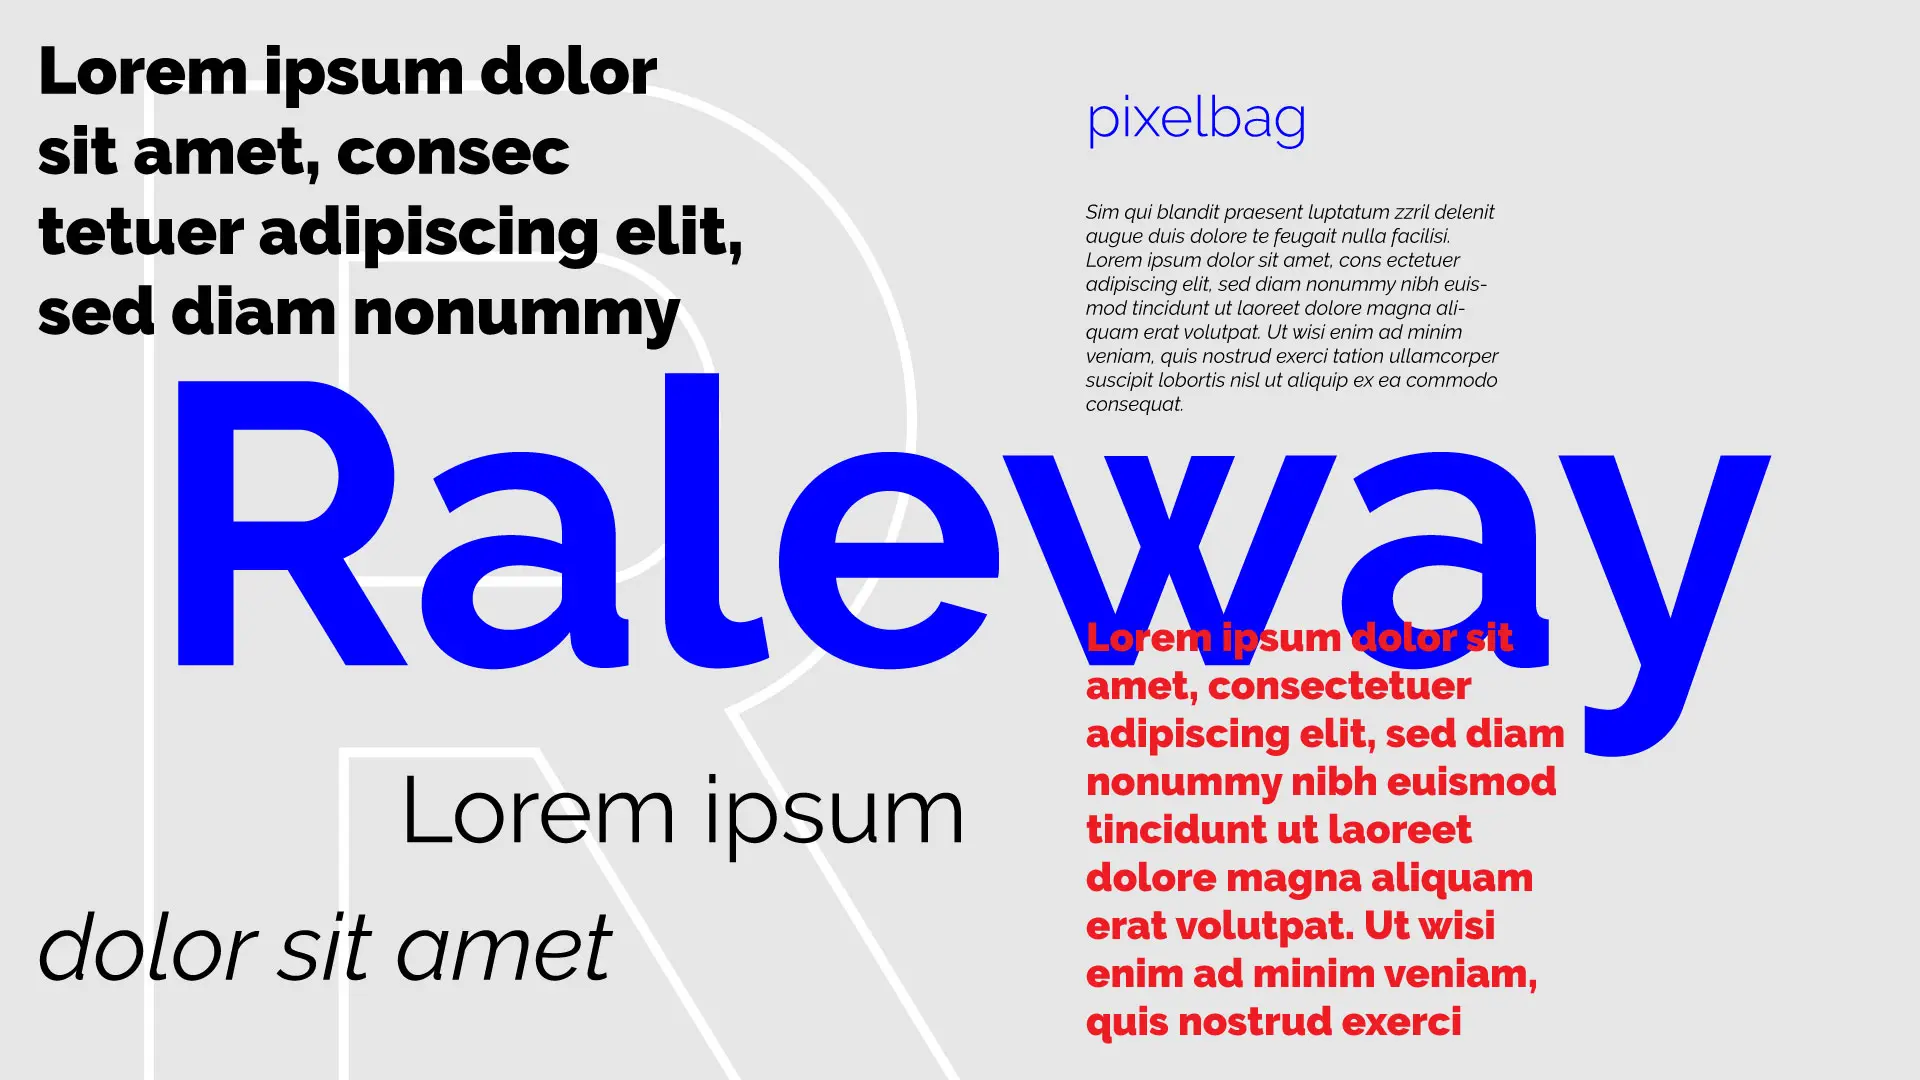 Lorem ipsum dolor
sit amet, consec
tetuer adipiscing elit,
sed diam nonummy
pixelbag
Sim qui blandit praesent luptatum zzril delenit
augue duis dolore te feugait nulla facilisi.
Lorem ipsum dolor sit amet, cons ectetuer
adipiscing elit, sed diam nonummy nibh euis-
mod tincidunt ut laoreet dolore magna ali-
quam erat volutpat. Ut wisi enim ad minim
veniam, quis nostrud exerci tation ullamcorper
suscipit lobortis nisl ut aliquip ex ea commodo
consequat.
R
Raleway
Lorem ipsum
dolor sit amet
Lorem ipsum dolor sit
amet, consectetuer
adipiscing elit, sed diam
nonummy nibh euismod
tincidunt ut laoreet
dolore magna aliquam
erat volutpat. Ut wisi
enim ad minim veniam,
quis nostrud exerci